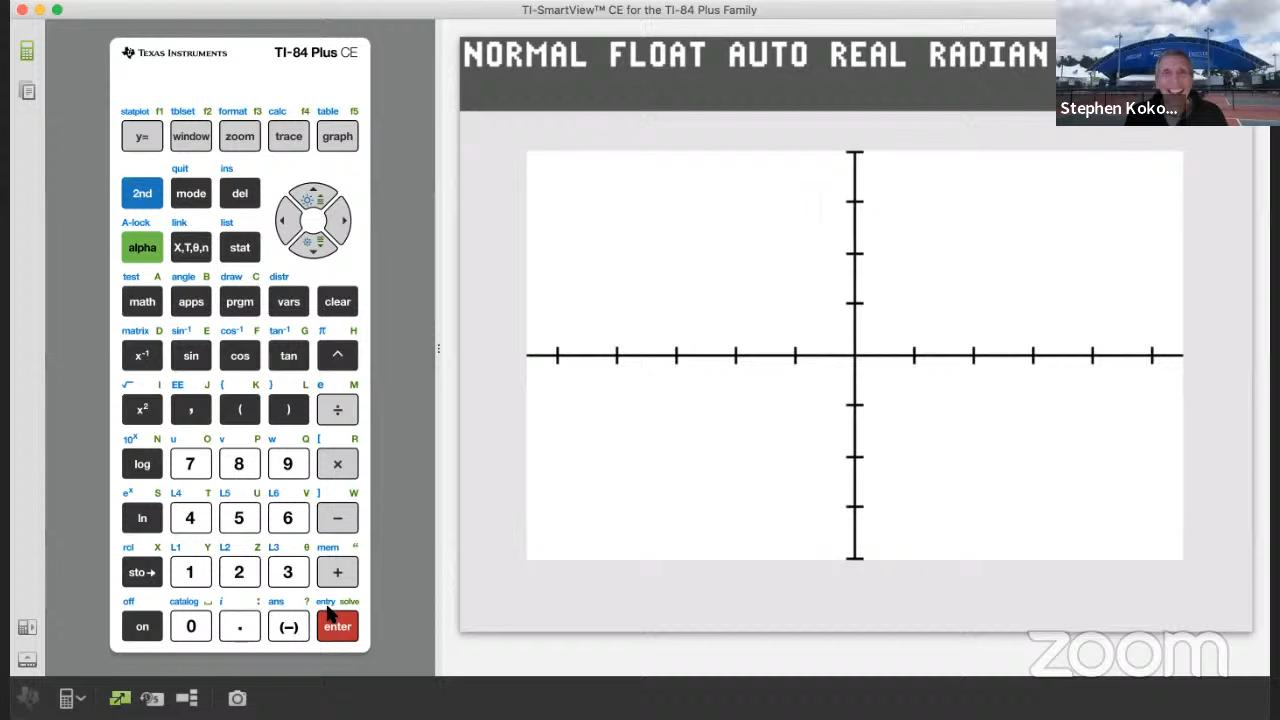 TI-SmartView™ CE for the TI-84 Plus Family
TEXAS INSTRUMENTS TI-84 Plus CE
statplot f1 tblset f2 format f3 calc f4 table f5
y= window zoom trace graph
quit ins
2nd mode del
A-lock link list
alpha X,T,θ,n stat
test A angle B draw C distr
math apps prgm vars clear
matrix D sin⁻¹ E cos⁻¹ F tan⁻¹ G π H
x⁻¹ sin cos tan ^
√ I EE J { K } L e M
x² , ( ) ÷
10ˣ N u O v P w Q [ R
log 7 8 9 ×
eˣ S L4 T L5 U L6 V ] W
ln 4 5 6 −
rcl X L1 Y L2 Z L3 θ mem "
sto→ 1 2 3 +
off catalog ⎵ i : ans ? entry solve
on 0 . (−) enter
NORMAL FLOAT AUTO REAL RADIAN
Stephen Koko...
zoom